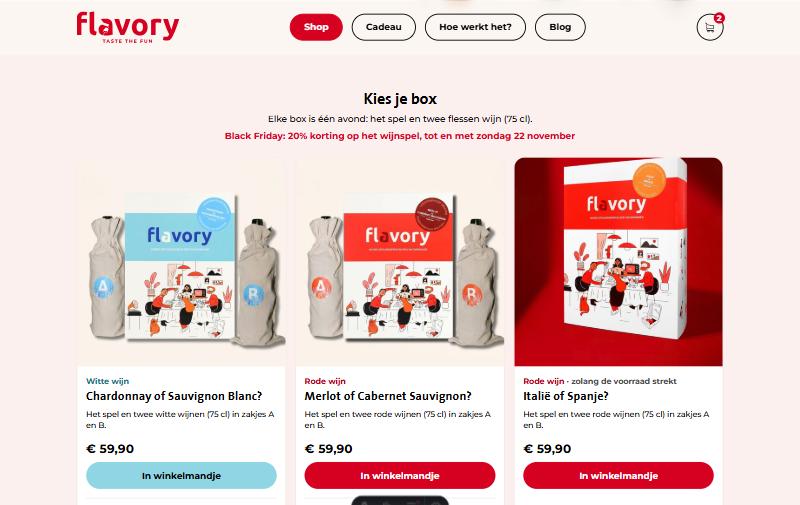 flavory
TASTE THE FUN
Shop
Cadeau
Hoe werkt het?
Blog
2
Kies je box
Elke box is één avond: het spel en twee flessen wijn (75 cl).
Black Friday: 20% korting op het wijnspel, tot en met zondag 22 november
flavory
A
R
flavory
A
R
flavory
Witte wijn
Chardonnay of Sauvignon Blanc?
Het spel en twee witte wijnen (75 cl) in zakjes A
en B.
€ 59,90
In winkelmandje
Rode wijn
Merlot of Cabernet Sauvignon?
Het spel en twee rode wijnen (75 cl) in zakjes A
en B.
€ 59,90
In winkelmandje
Rode wijn · zolang de voorraad strekt
Italië of Spanje?
Het spel en twee rode wijnen (75 cl) in zakjes A
en B.
€ 59,90
In winkelmandje